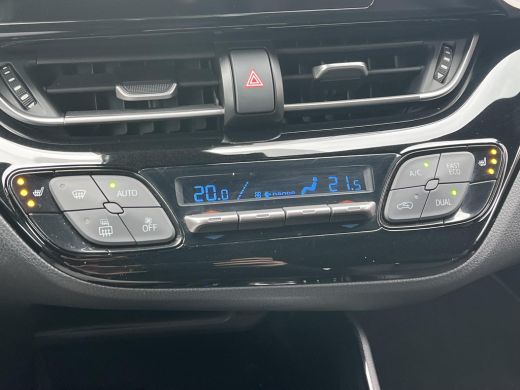 AUTO
OFF
20.0
21.5
A/C
FAST
ECO
DUAL